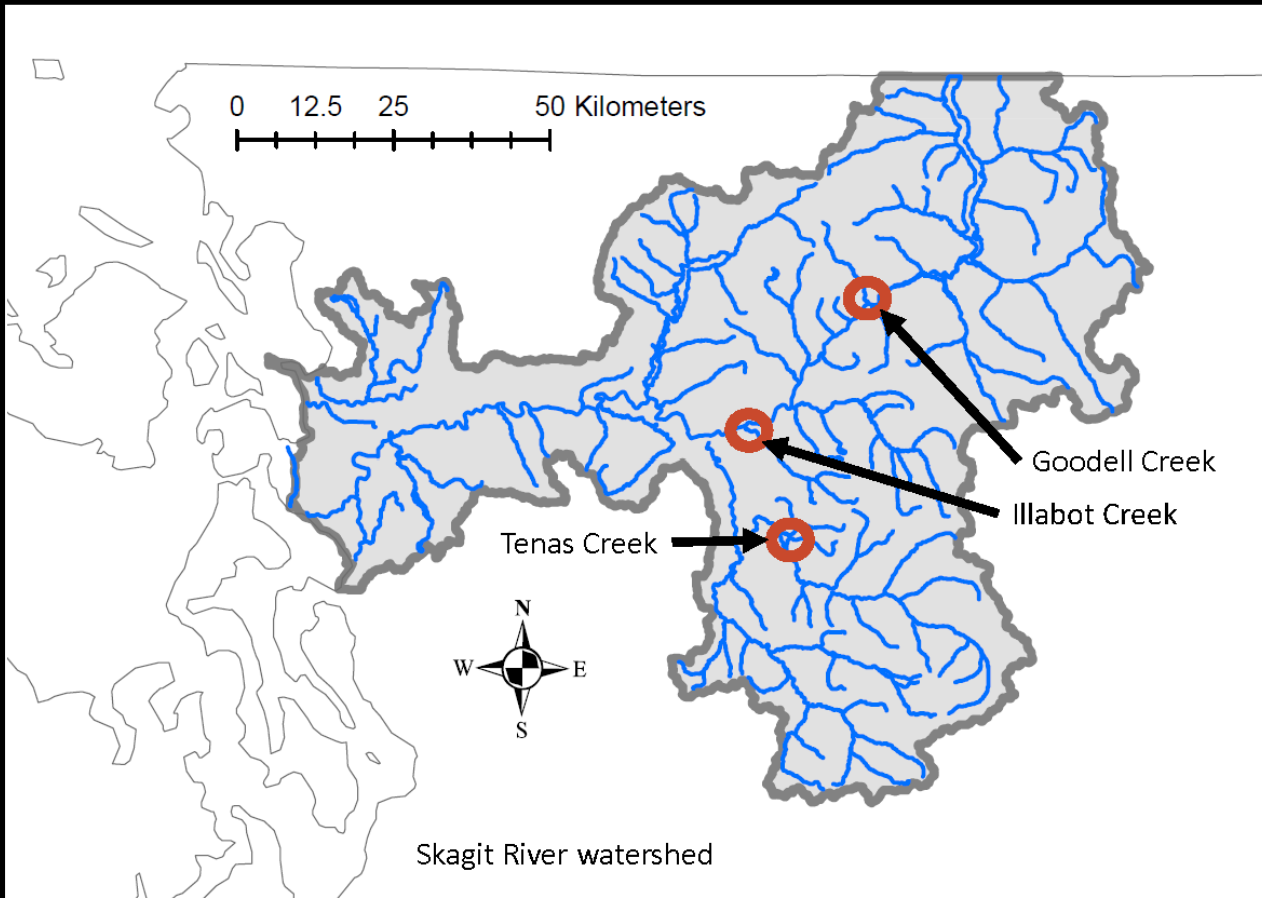 0 12.5 25 50 Kilometers
Goodell Creek
Illabot Creek
Tenas Creek
N
W E
S
Skagit River watershed